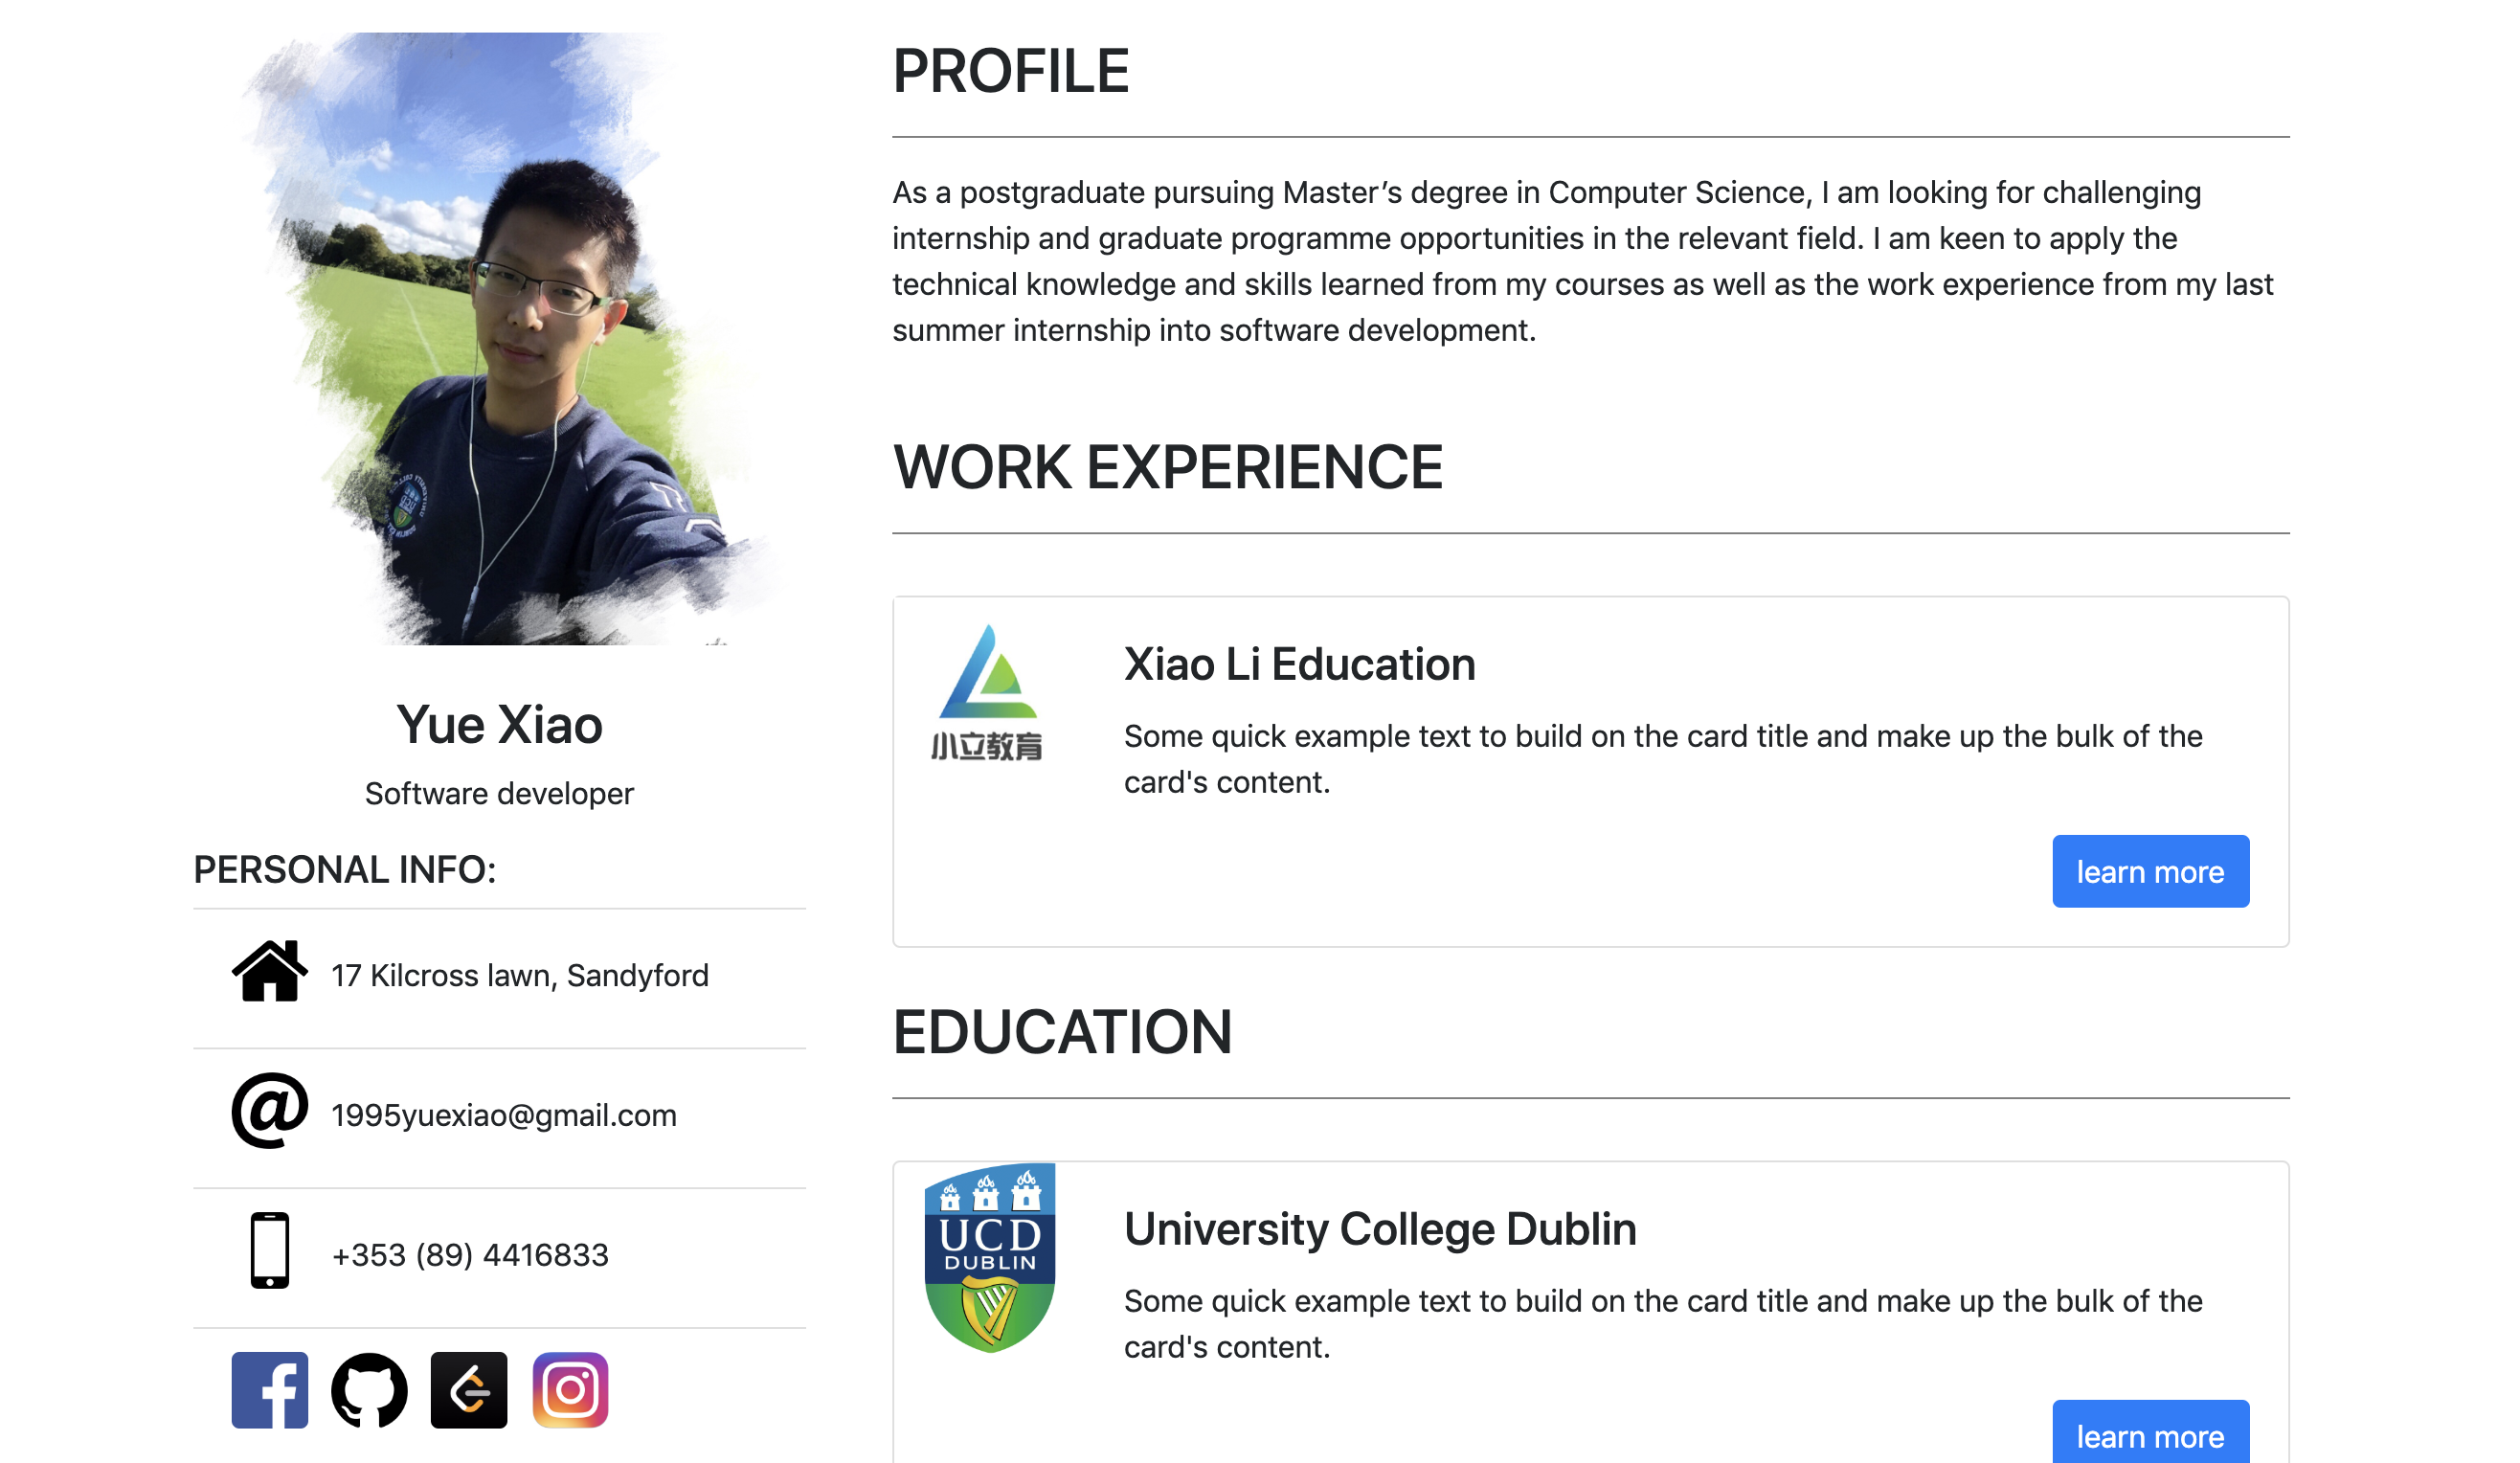 Yue Xiao
Software developer
PERSONAL INFO:
17 Kilcross lawn, Sandyford
1995yuexiao@gmail.com
+353 (89) 4416833
PROFILE
As a postgraduate pursuing Master’s degree in Computer Science, I am looking for challenging
internship and graduate programme opportunities in the relevant field. I am keen to apply the
technical knowledge and skills learned from my courses as well as the work experience from my last
summer internship into software development.
WORK EXPERIENCE
小立教育
Xiao Li Education
Some quick example text to build on the card title and make up the bulk of the
card's content.
learn more
EDUCATION
UCD
DUBLIN
University College Dublin
Some quick example text to build on the card title and make up the bulk of the
card's content.
learn more